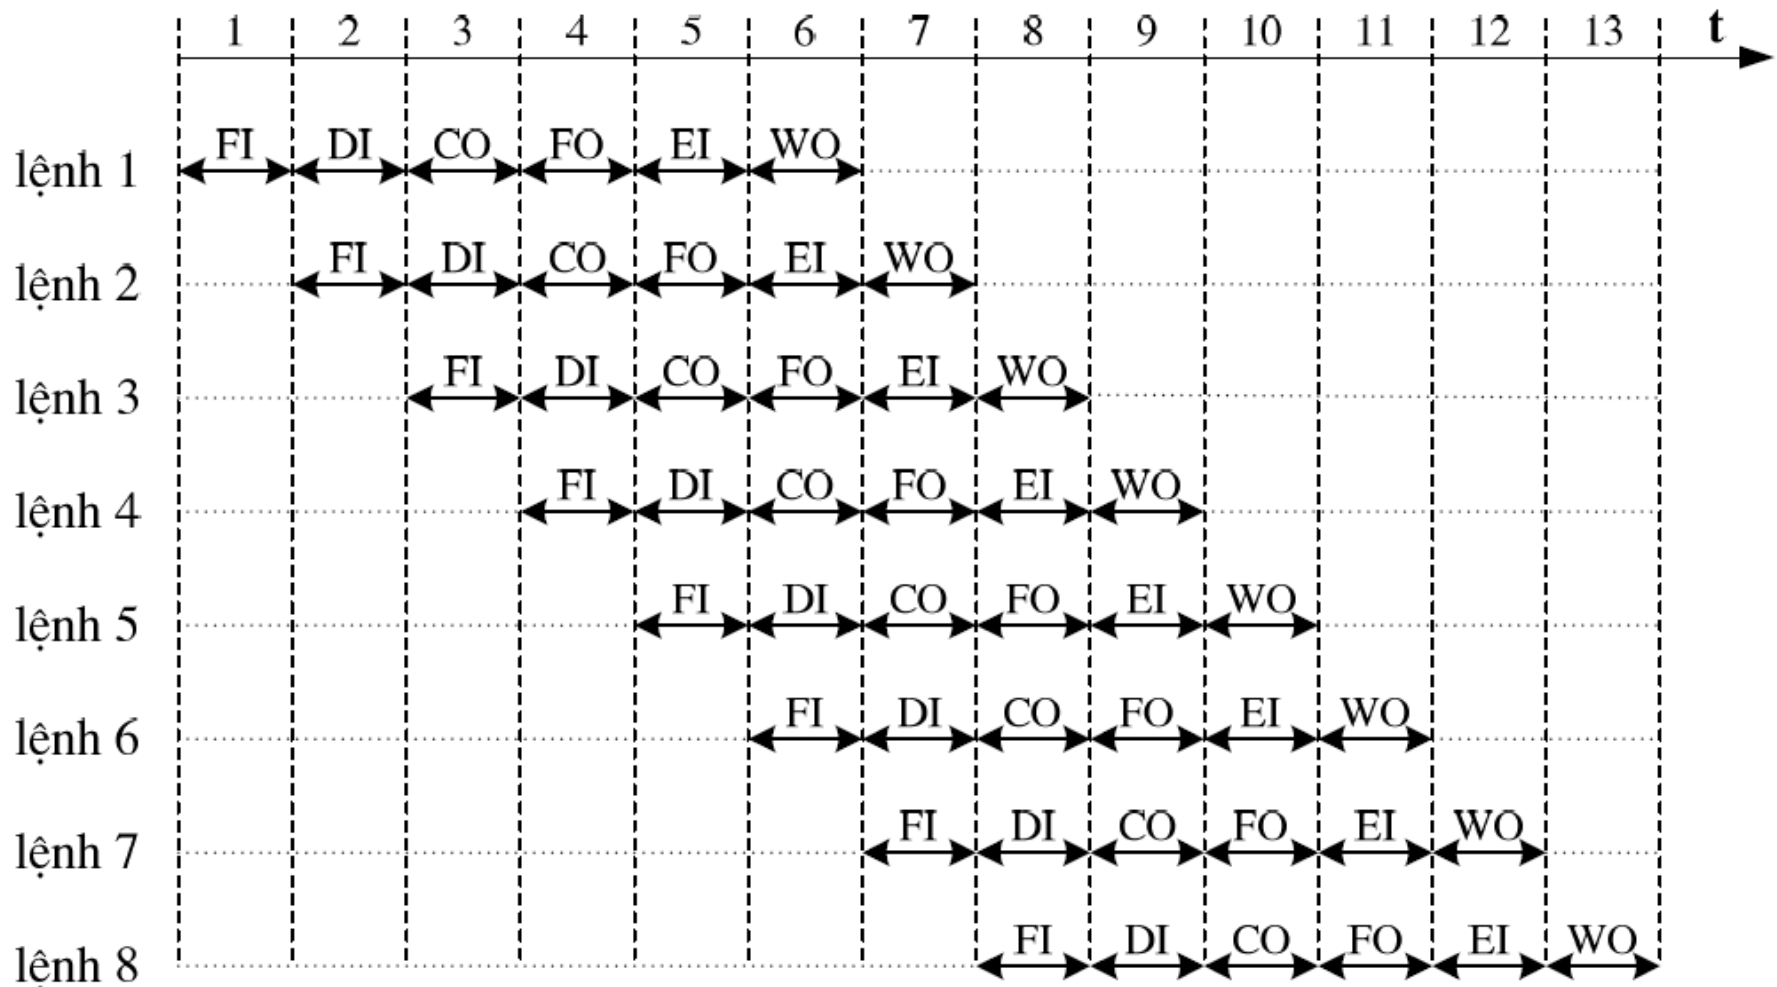 1 2 3 4 5 6 7 8 9 10 11 12 13 t
lệnh 1 FI DI CO FO EI WO
lệnh 2 FI DI CO FO EI WO
lệnh 3 FI DI CO FO EI WO
lệnh 4 FI DI CO FO EI WO
lệnh 5 FI DI CO FO EI WO
lệnh 6 FI DI CO FO EI WO
lệnh 7 FI DI CO FO EI WO
lệnh 8 FI DI CO FO EI WO